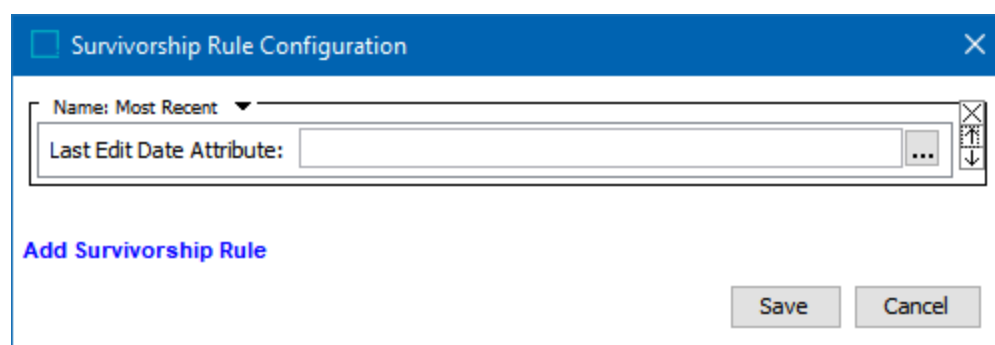 Survivorship Rule Configuration
Name: Most Recent
Last Edit Date Attribute:
...
Add Survivorship Rule
Save Cancel